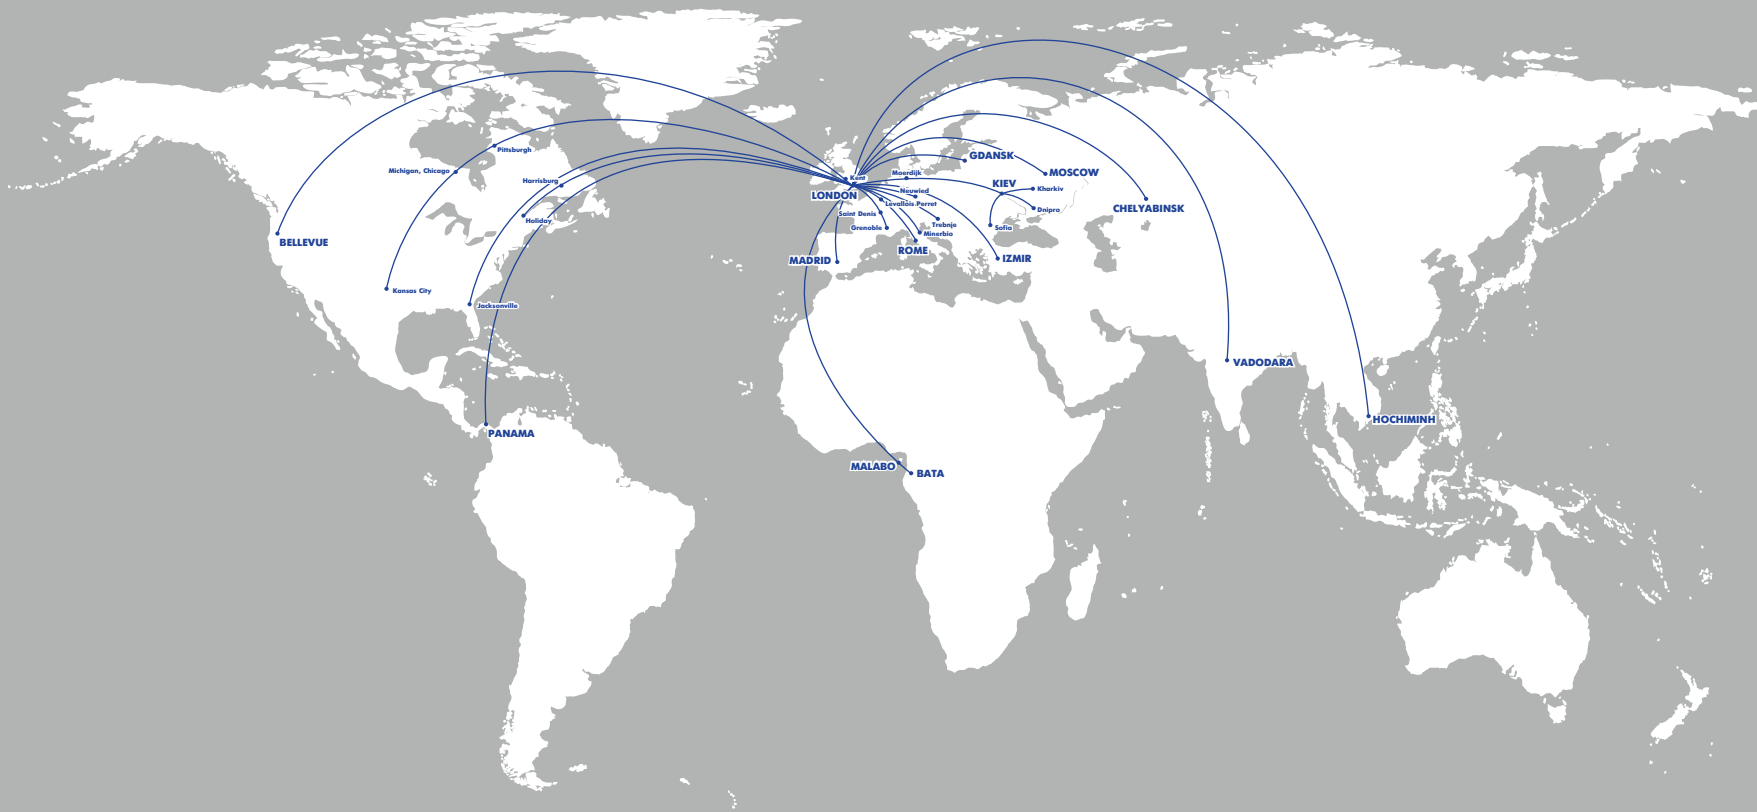 Pittsburgh
GDANSK
Michigan, Chicago
MOSCOW
Moerdijk
Kent
Harrisburg
KIEV
Kharkiv
Neuwied
LONDON
Levallois Perret
CHELYABINSK
Dnipro
Saint Denis
Holiday
Trebnje
Grenoble
Sofia
Minerbio
BELLEVUE
ROME
MADRID
IZMIR
Kansas City
Jacksonville
VADODARA
HOCHIMINH
PANAMA
MALABO
BATA